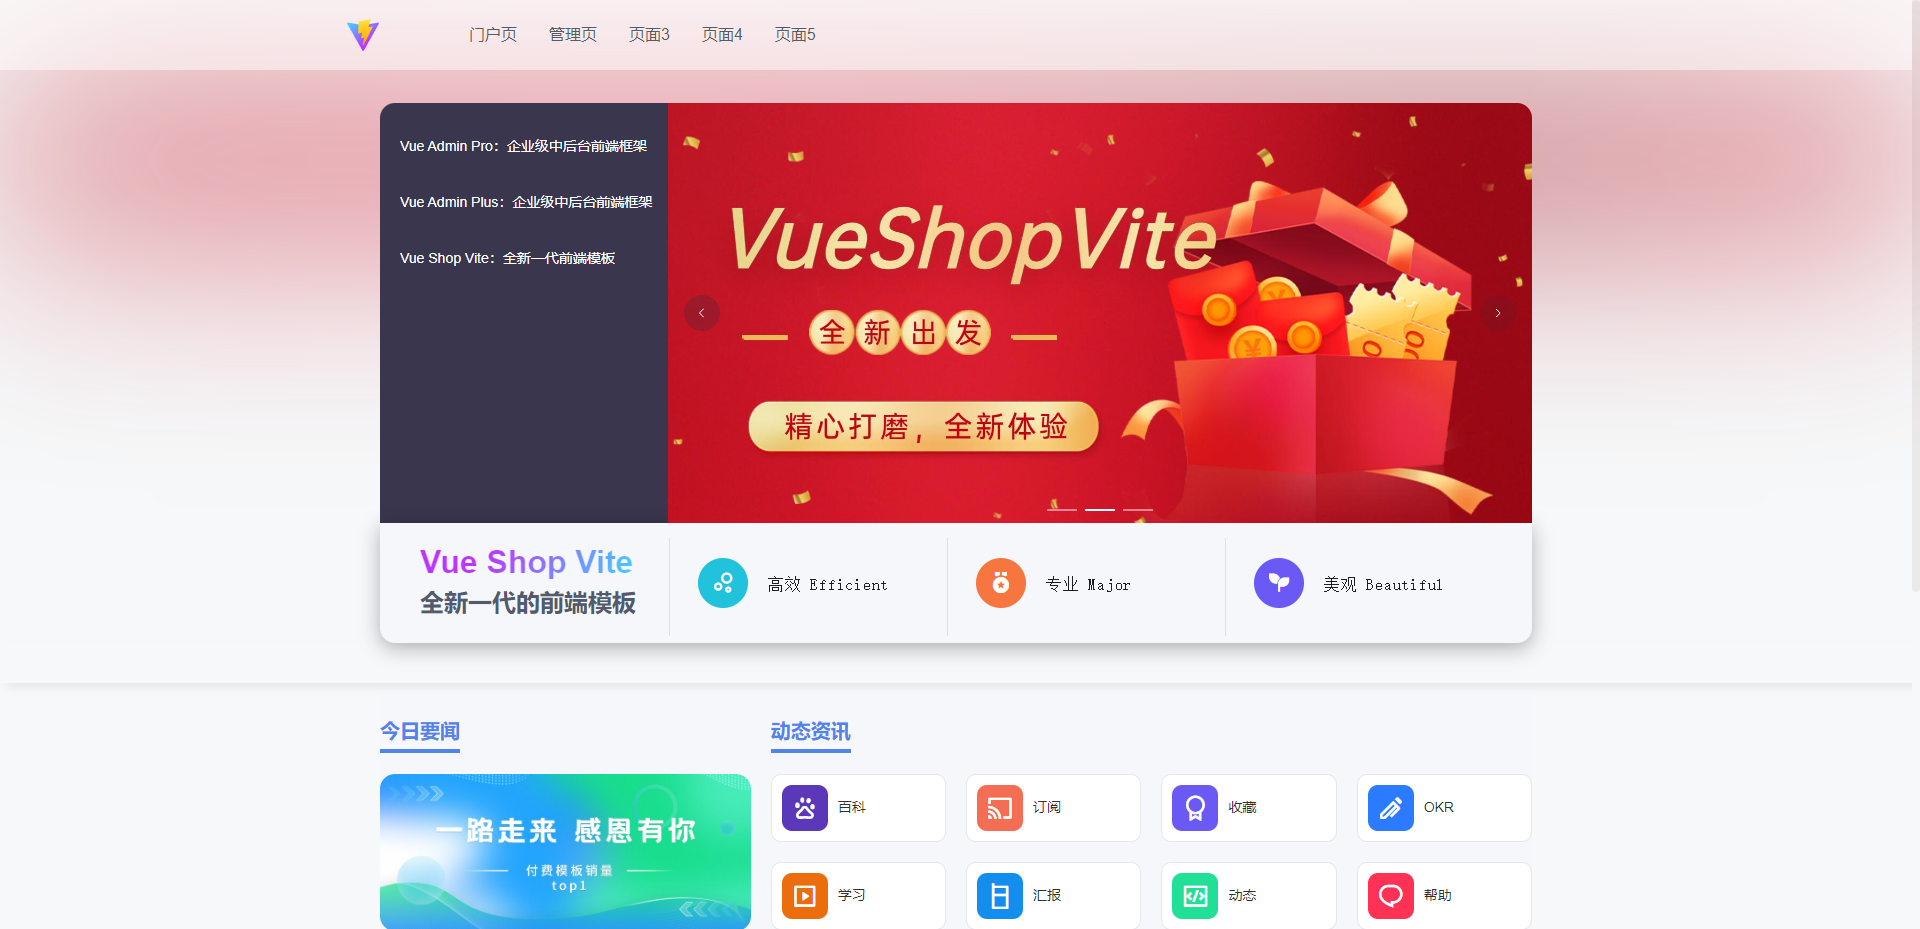 门户页 管理页 页面3 页面4 页面5
Vue Admin Pro：企业级中后台前端框架
Vue Admin Plus：企业级中后台前端框架
Vue Shop Vite：全新一代前端模板
VueShopVite
全新出发
精心打磨，全新体验
Vue Shop Vite
全新一代的前端模板
高效 Efficient
专业 Major
美观 Beautiful
今日要闻
动态资讯
一路走来 感恩有你
付费模板销量
top1
百科
订阅
收藏
OKR
学习
汇报
动态
帮助